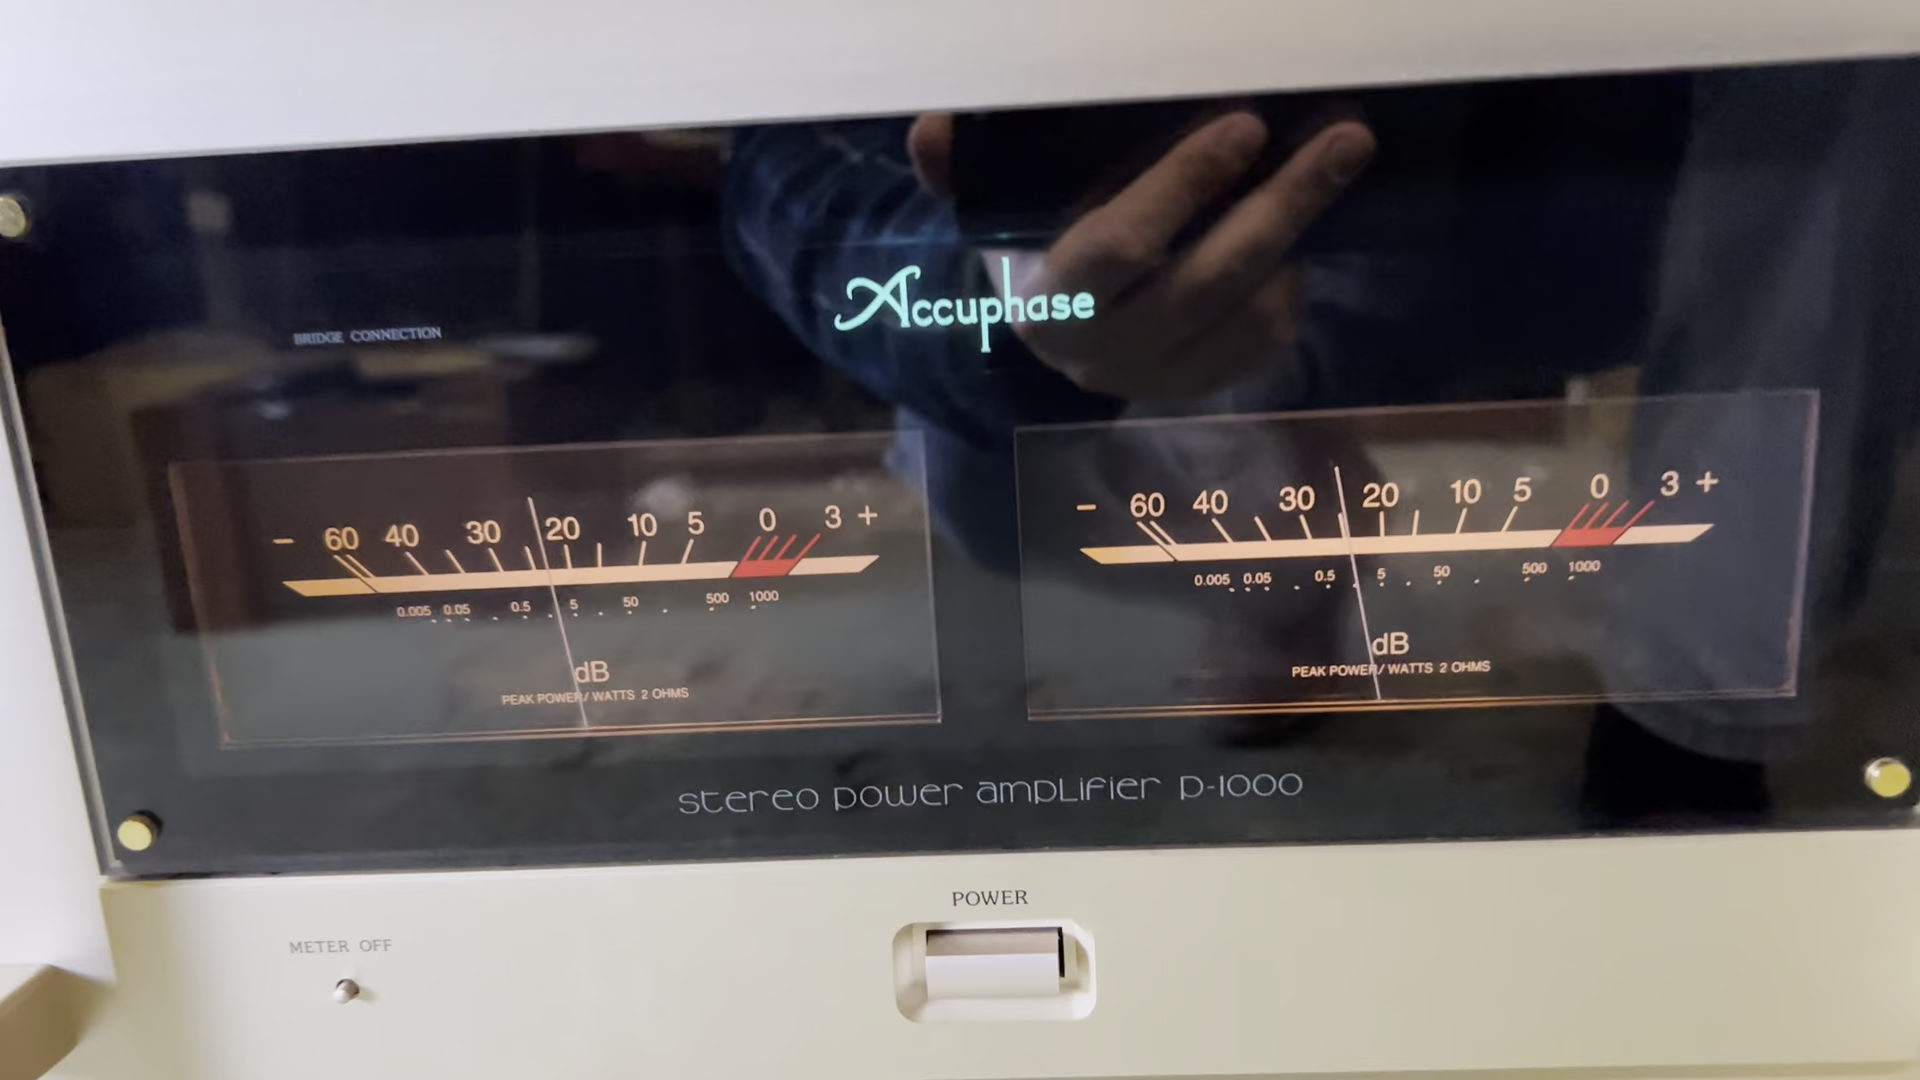 Accuphase
BRIDGE CONNECTION
− 60 40 30 20 10 5 0 3 +
0.005 0.05 0.5 5 50 500 1000
dB
PEAK POWER/WATTS 2 OHMS
− 60 40 30 20 10 5 0 3 +
0.005 0.05 0.5 5 50 500 1000
dB
PEAK POWER/WATTS 2 OHMS
stereo power amplifier P-1000
POWER
METER OFF